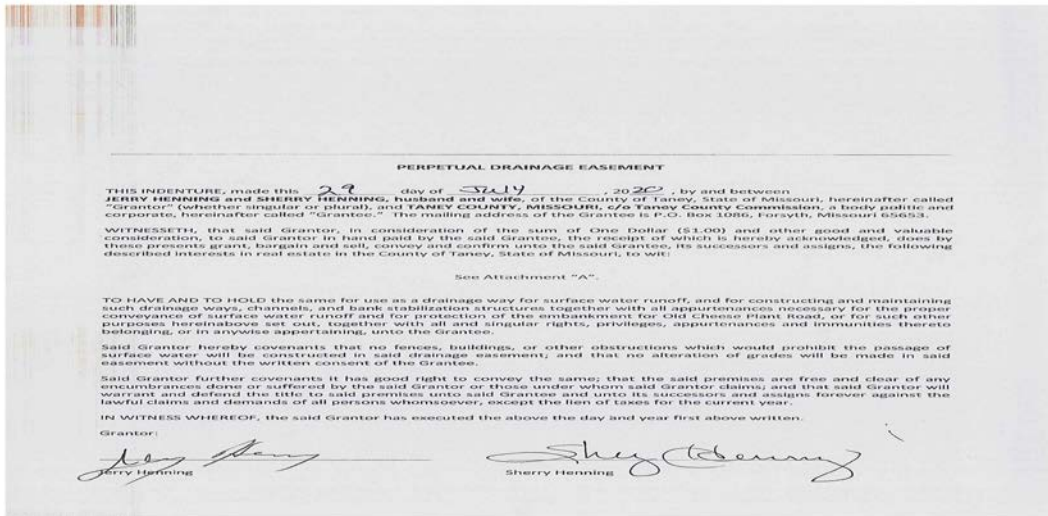 PERPETUAL DRAINAGE EASEMENT
THIS INDENTURE, made this 29 day of July, 2020, by and between
JERRY HENNING and SHERRY HENNING, husband and wife, of the County of Taney, State of Missouri, hereinafter called
"Grantor" (whether singular or plural), and TANEY COUNTY, MISSOURI, c/o Taney County Commission, a body politic and
corporate, hereinafter called "Grantee." The mailing address of the Grantee is P.O. Box 1086, Forsyth, Missouri 65653.
WITNESSETH, that said Grantor, in consideration of the sum of One Dollar ($1.00) and other good and valuable
consideration, to said Grantor in hand paid by the said Grantee, the receipt of which is hereby acknowledged, does by
these presents grant, bargain and sell, convey and confirm unto the said Grantee, its successors and assigns, the following
described interests in real estate in the County of Taney, State of Missouri, to wit:
See Attachment "A".
TO HAVE AND TO HOLD the same for use as a drainage way for surface water runoff, and for constructing and maintaining
such drainage ways, channels, and bank stabilization structures together with all appurtenances necessary for the proper
conveyance of surface water runoff and for protection of the embankment for Old Cheese Plant Road, or for such other
purposes hereinabove set out, together with all and singular rights, privileges, appurtenances and immunities thereto
belonging, or in anywise appertaining, unto the Grantee.
Said Grantor hereby covenants that no fences, buildings, or other obstructions which would prohibit the passage of
surface water will be constructed in said drainage easement; and that no alteration of grades will be made in said
easement without the written consent of the Grantee.
Said Grantor further covenants it has good right to convey the same; that the said premises are free and clear of any
encumbrances done or suffered by the said Grantor or those under whom said Grantor claims; and that said Grantor will
warrant and defend the title to said premises unto said Grantee and unto its successors and assigns forever against the
lawful claims and demands of all persons whomsoever, except the lien of taxes for the current year.
IN WITNESS WHEREOF, the said Grantor has executed the above the day and year first above written.
Grantor:
Jerry Henning Sherry Henning